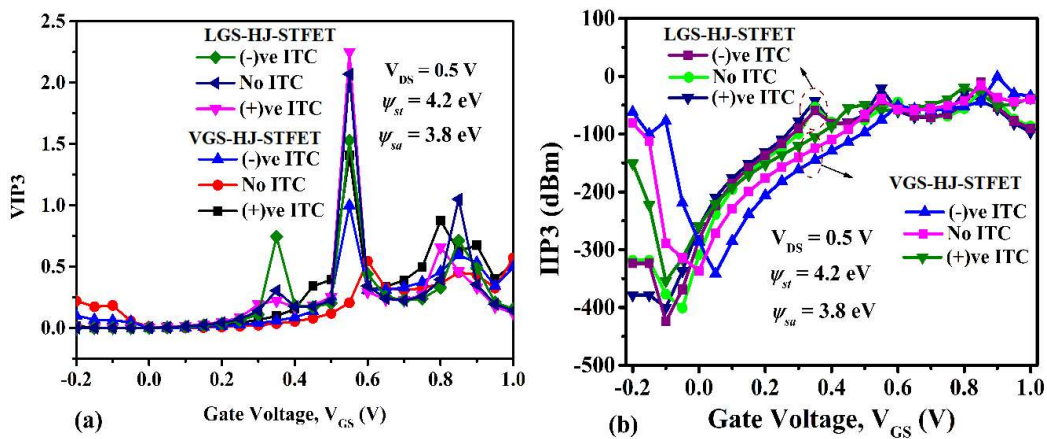 LGS-HJ-STFET
(-)ve ITC
No ITC
(+)ve ITC
VGS-HJ-STFET
(-)ve ITC
No ITC
(+)ve ITC
V_DS = 0.5 V
ψ_st = 4.2 eV
ψ_sa = 3.8 eV
VIP3
2.5
2.0
1.5
1.0
0.5
0.0
-0.2 0.0 0.2 0.4 0.6 0.8 1.0
(a)
Gate Voltage, V_GS (V)
LGS-HJ-STFET
(-)ve ITC
No ITC
(+)ve ITC
VGS-HJ-STFET
(-)ve ITC
No ITC
(+)ve ITC
V_DS = 0.5 V
ψ_st = 4.2 eV
ψ_sa = 3.8 eV
IIP3 (dBm)
100
0
-100
-200
-300
-400
-500
-0.2 0.0 0.2 0.4 0.6 0.8 1.0
(b)
Gate Voltage, V_GS (V)